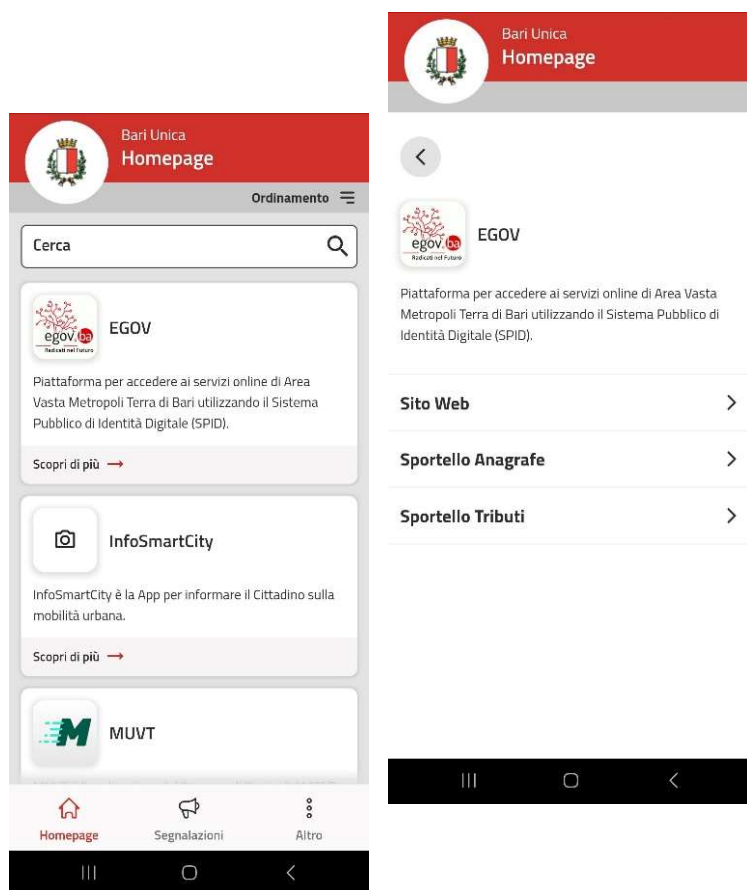 Bari Unica
Homepage
Ordinamento
Cerca
egov.ba
Radicati nel Futuro
EGOV
Piattaforma per accedere ai servizi online di Area
Vasta Metropoli Terra di Bari utilizzando il Sistema
Pubblico di Identità Digitale (SPID).
Scopri di più →
InfoSmartCity
InfoSmartCity è la App per informare il Cittadino sulla
mobilità urbana.
Scopri di più →
M
MUVT
Homepage
Segnalazioni
Altro
Bari Unica
Homepage
egov.ba
Radicati nel Futuro
EGOV
Piattaforma per accedere ai servizi online di Area Vasta
Metropoli Terra di Bari utilizzando il Sistema Pubblico di
Identità Digitale (SPID).
Sito Web
Sportello Anagrafe
Sportello Tributi